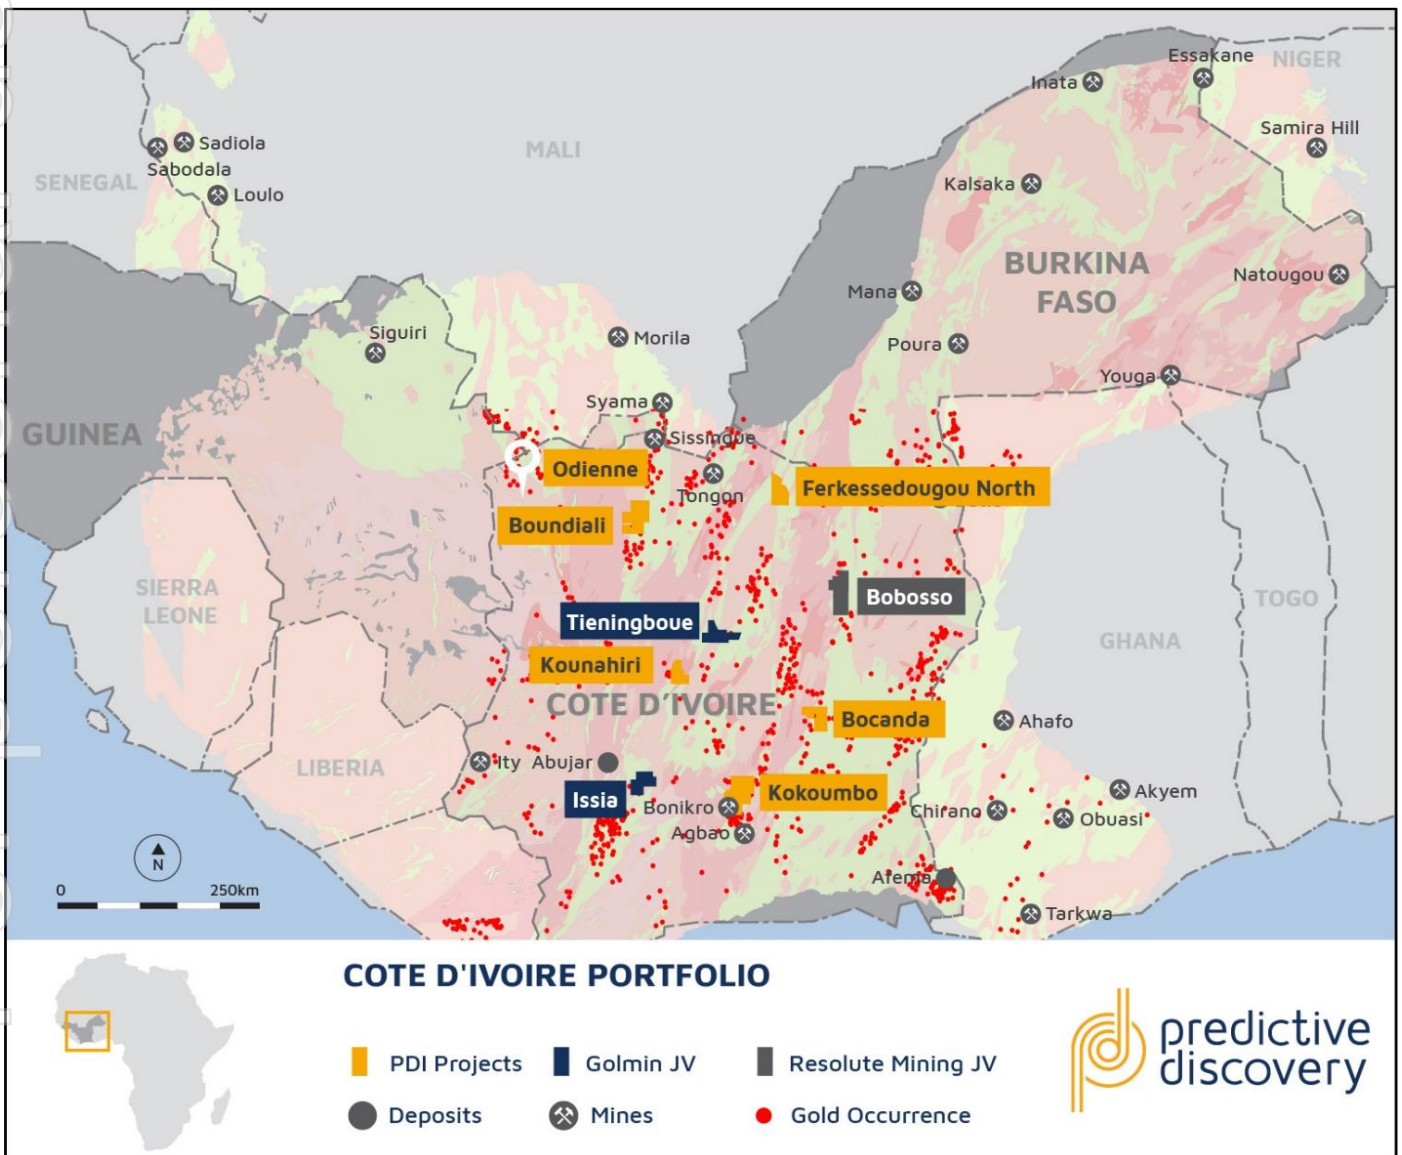 Essakane
NIGER
Inata
Samira Hill
Sadiola
MALI
Sabodala
SENEGAL
Loulo
Kalsaka
BURKINA
FASO
Natougou
Mana
Siguiri
Morila
Poura
Youga
Syama
GUINEA
Sissingue
Odienne
Tongon
Ferkessedougou North
Boundiali
SIERRA
LEONE
Bobosso
TOGO
Tieningboue
GHANA
Kounahiri
COTE D'IVOIRE
Bocanda
Ahafo
Ity
Abujar
LIBERIA
Issia
Bonikro
Kokoumbo
Akyem
Chirano
Obuasi
Agbao
Afema
Tarkwa
N
0 250km
COTE D'IVOIRE PORTFOLIO
PDI Projects
Golmin JV
Resolute Mining JV
Deposits
Mines
Gold Occurrence
predictive
discovery